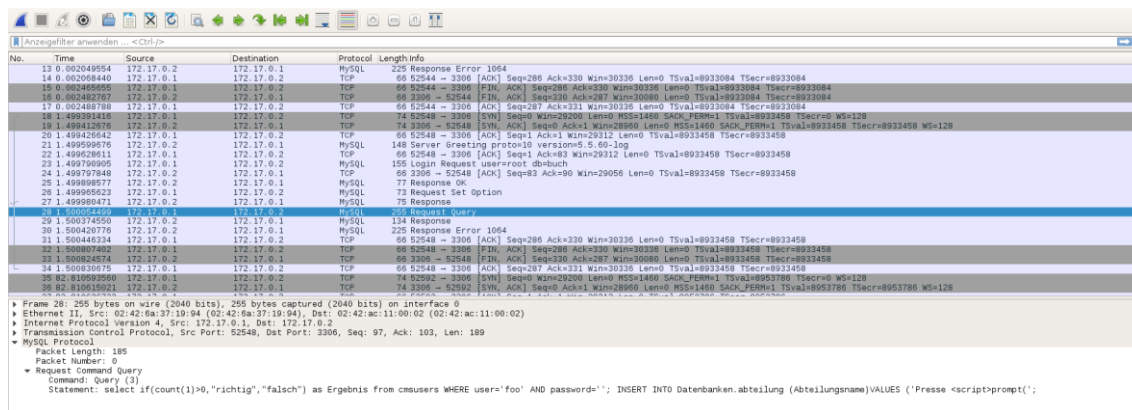 Anzeigefilter anwenden ... <Ctrl-/>
No. Time Source Destination Protocol Length Info
13 0.002049554 172.17.0.2 172.17.0.1 MySQL 225 Response Error 1064
14 0.002068440 172.17.0.1 172.17.0.2 TCP 66 52544 → 3306 [ACK] Seq=286 Ack=330 Win=30336 Len=0 TSval=8933084 TSecr=8933084
15 0.002465655 172.17.0.1 172.17.0.2 TCP 66 52544 → 3306 [FIN, ACK] Seq=286 Ack=330 Win=30336 Len=0 TSval=8933084 TSecr=8933084
16 0.002482767 172.17.0.2 172.17.0.1 TCP 66 3306 → 52544 [FIN, ACK] Seq=330 Ack=287 Win=30080 Len=0 TSval=8933084 TSecr=8933084
17 0.002488788 172.17.0.1 172.17.0.2 TCP 66 52544 → 3306 [ACK] Seq=287 Ack=331 Win=30336 Len=0 TSval=8933084 TSecr=8933084
18 1.499391416 172.17.0.1 172.17.0.2 TCP 74 52548 → 3306 [SYN] Seq=0 Win=29200 Len=0 MSS=1460 SACK_PERM=1 TSval=8933458 TSecr=0 WS=128
19 1.499412676 172.17.0.2 172.17.0.1 TCP 74 3306 → 52548 [SYN, ACK] Seq=0 Ack=1 Win=28960 Len=0 MSS=1460 SACK_PERM=1 TSval=8933458 TSecr=8933458 WS=128
20 1.499426642 172.17.0.1 172.17.0.2 TCP 66 52548 → 3306 [ACK] Seq=1 Ack=1 Win=29312 Len=0 TSval=8933458 TSecr=8933458
21 1.499599676 172.17.0.2 172.17.0.1 MySQL 148 Server Greeting proto=10 version=5.5.60-log
22 1.499628611 172.17.0.1 172.17.0.2 TCP 66 52548 → 3306 [ACK] Seq=1 Ack=83 Win=29312 Len=0 TSval=8933458 TSecr=8933458
23 1.499790905 172.17.0.1 172.17.0.2 MySQL 155 Login Request user=root db=buch
24 1.499797848 172.17.0.2 172.17.0.1 TCP 66 3306 → 52548 [ACK] Seq=83 Ack=90 Win=29056 Len=0 TSval=8933458 TSecr=8933458
25 1.499898577 172.17.0.2 172.17.0.1 MySQL 77 Response OK
26 1.499965623 172.17.0.1 172.17.0.2 MySQL 73 Request Set Option
27 1.499980471 172.17.0.2 172.17.0.1 MySQL 75 Response
28 1.500054499 172.17.0.1 172.17.0.2 MySQL 255 Request Query
29 1.500374550 172.17.0.2 172.17.0.1 MySQL 134 Response
30 1.500420776 172.17.0.2 172.17.0.1 MySQL 225 Response Error 1064
31 1.500446334 172.17.0.1 172.17.0.2 TCP 66 52548 → 3306 [ACK] Seq=286 Ack=330 Win=30336 Len=0 TSval=8933458 TSecr=8933458
32 1.500807402 172.17.0.1 172.17.0.2 TCP 66 52548 → 3306 [FIN, ACK] Seq=286 Ack=330 Win=30336 Len=0 TSval=8933458 TSecr=8933458
33 1.500824574 172.17.0.2 172.17.0.1 TCP 66 3306 → 52548 [FIN, ACK] Seq=330 Ack=287 Win=30080 Len=0 TSval=8933458 TSecr=8933458
34 1.500830675 172.17.0.1 172.17.0.2 TCP 66 52548 → 3306 [ACK] Seq=287 Ack=331 Win=30336 Len=0 TSval=8933458 TSecr=8933458
35 82.810593560 172.17.0.1 172.17.0.2 TCP 74 52592 → 3306 [SYN] Seq=0 Win=29200 Len=0 MSS=1460 SACK_PERM=1 TSval=8953786 TSecr=0 WS=128
36 82.810615021 172.17.0.2 172.17.0.1 TCP 74 3306 → 52592 [SYN, ACK] Seq=0 Ack=1 Win=28960 Len=0 MSS=1460 SACK_PERM=1 TSval=8953786 TSecr=8953786 WS=128
Frame 28: 255 bytes on wire (2040 bits), 255 bytes captured (2040 bits) on interface 0
Ethernet II, Src: 02:42:6a:37:19:94 (02:42:6a:37:19:94), Dst: 02:42:ac:11:00:02 (02:42:ac:11:00:02)
Internet Protocol Version 4, Src: 172.17.0.1, Dst: 172.17.0.2
Transmission Control Protocol, Src Port: 52548, Dst Port: 3306, Seq: 97, Ack: 103, Len: 189
MySQL Protocol
Packet Length: 185
Packet Number: 0
Request Command Query
Command: Query (3)
Statement: select if(count(1)>0,"richtig","falsch") as Ergebnis from cmsusers WHERE user='foo' AND password=''; INSERT INTO Datenbanken.abteilung (Abteilungsname)VALUES ('Presse <script>prompt(';